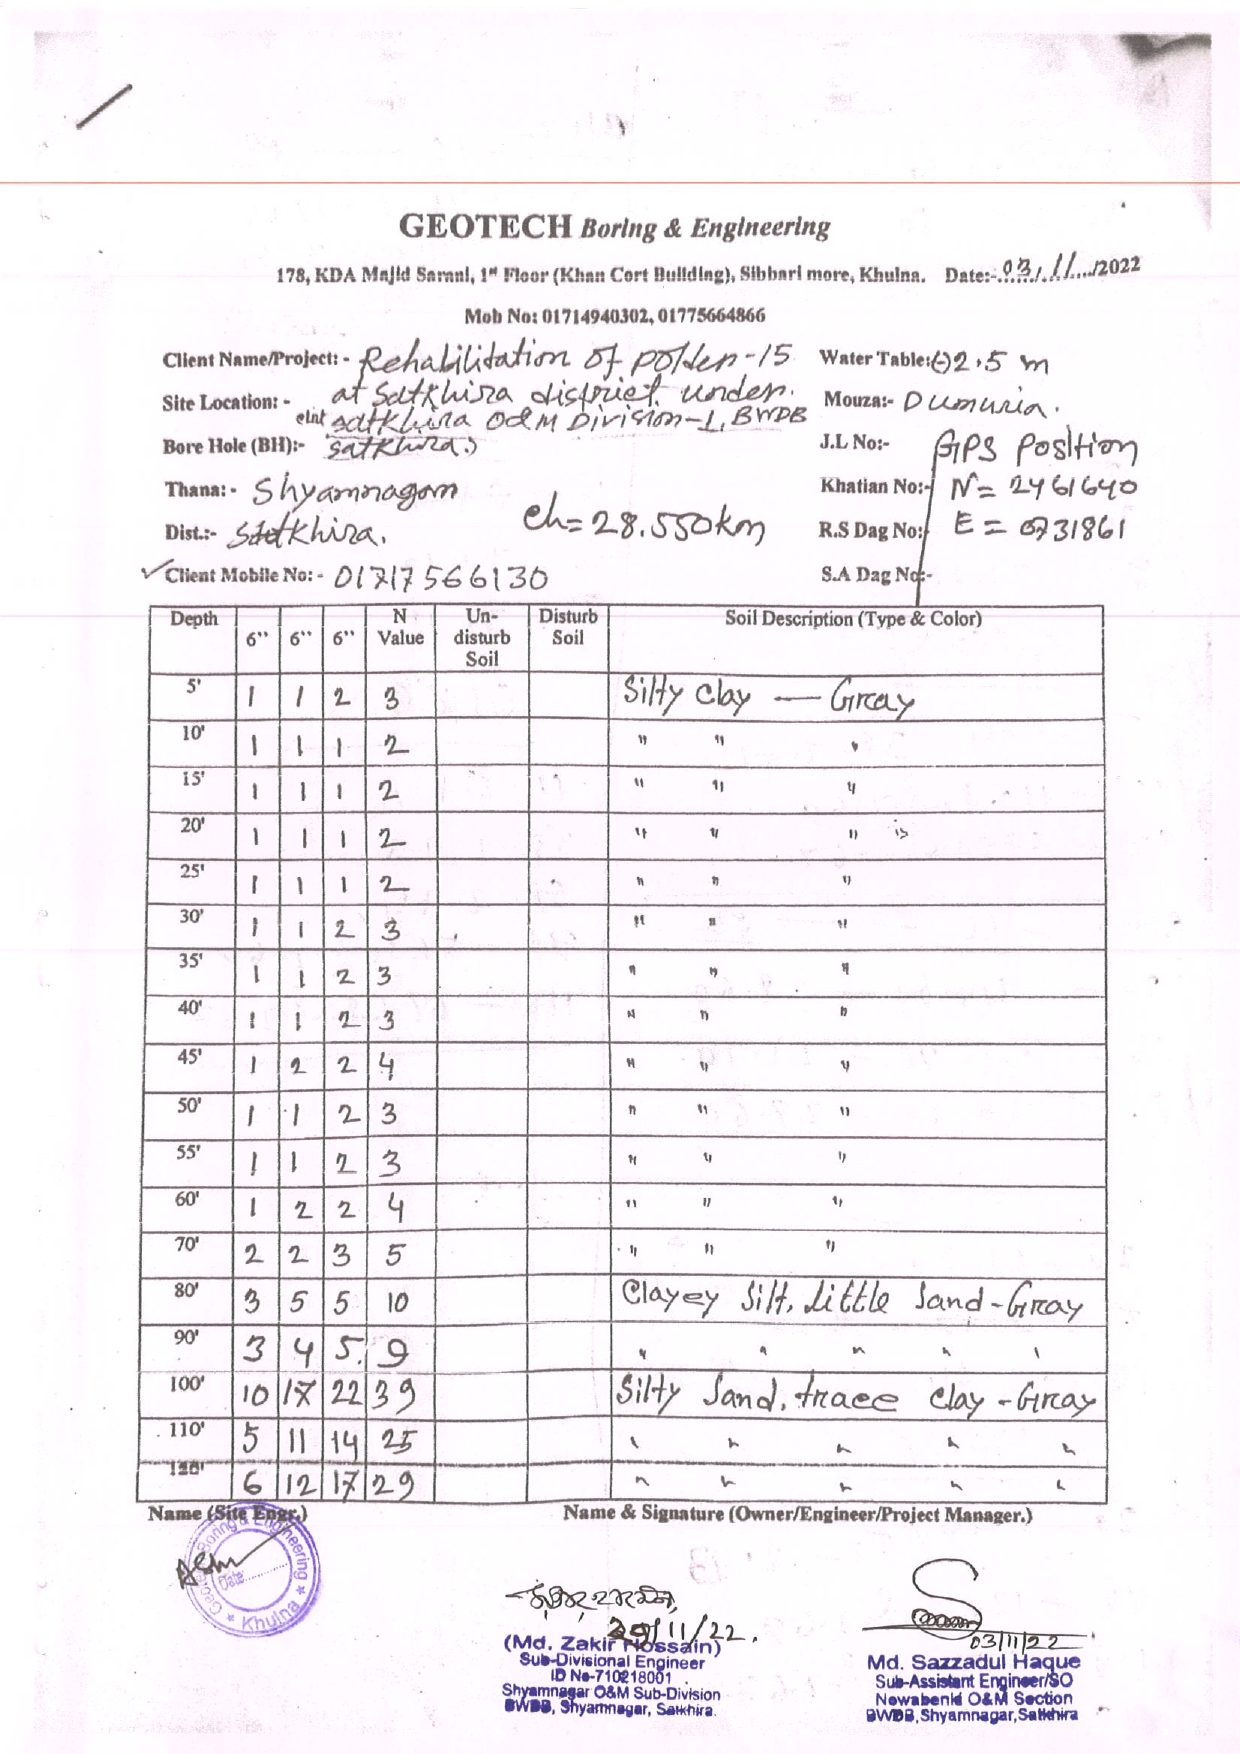 GEOTECH Boring & Engineering
178, KDA Majid Sarani, 1st Floor (Khan Cort Building), Sibbari more, Khulna. Date:- 03/11/2022
Mob No: 01714940302, 01775664866
Client Name/Project: - Rehabilitation of polder-15 Water Table:(-)2.5 m
Site Location: - at Satkhira district under Mouza:- Dumuria.
satkhira O&M Division-1, BWDB
Bore Hole (BH):- satkhira.) J.L No:- GPS Position
Thana: - Shyamnagar Khatian No:- N = 2461640
Dist.:- Satkhira. ch= 28.550km R.S Dag No:- E = 0731861
✓Client Mobile No: - 01717566130 S.A Dag No:-
Depth 6'' 6'' 6'' N Value Un-disturb Soil Disturb Soil Soil Description (Type & Color)
5' 1 1 2 3 Silty Clay — Gray
10' 1 1 1 2 " " "
15' 1 1 1 2 " " "
20' 1 1 1 2 " " "
25' 1 1 1 2 " " "
30' 1 1 2 3 " " "
35' 1 1 2 3 " " "
40' 1 1 2 3 " " "
45' 1 2 2 4 " " "
50' 1 1 2 3 " " "
55' 1 1 2 3 " " "
60' 1 2 2 4 " " "
70' 2 2 3 5 " " "
80' 3 5 5 10 Clayey Silt, little Sand - Gray
90' 3 4 5 9 " " " " "
100' 10 17 22 39 Silty Sand, trace Clay - Gray
110' 5 11 14 25 " " " " "
120' 6 12 17 29 " " " " "
Name (Site Engr.) Name & Signature (Owner/Engineer/Project Manager.)
Boring & Engineering
Date
★ Khulna ★
/11/22.
(Md. Zakir Hossain)
Sub-Divisional Engineer
ID No-710218001
Shyamnagar O&M Sub-Division
BWDB, Shyamnagar, Satkhira.
03/11/22
Md. Sazzadul Haque
Sub-Assistant Engineer/SO
Nowabenki O&M Section
BWDB,Shyamnagar,Satkhira